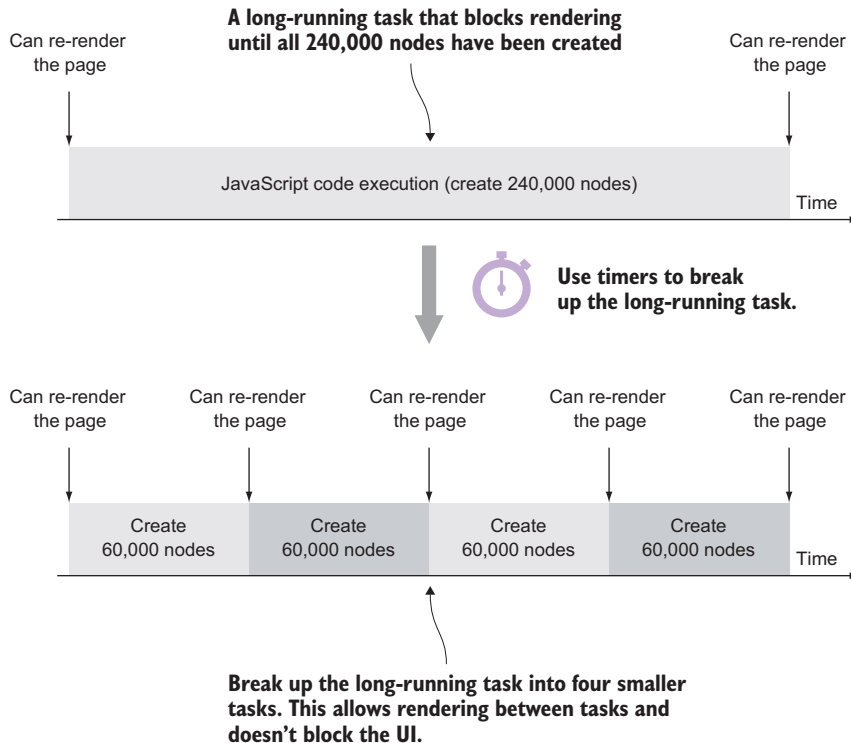 A long-running task that blocks rendering
until all 240,000 nodes have been created
Can re-render
the page
Can re-render
the page
JavaScript code execution (create 240,000 nodes)
Time
Use timers to break
up the long-running task.
Can re-render
the page
Can re-render
the page
Can re-render
the page
Can re-render
the page
Can re-render
the page
Create
60,000 nodes
Create
60,000 nodes
Create
60,000 nodes
Create
60,000 nodes
Time
Break up the long-running task into four smaller
tasks. This allows rendering between tasks and
doesn't block the UI.